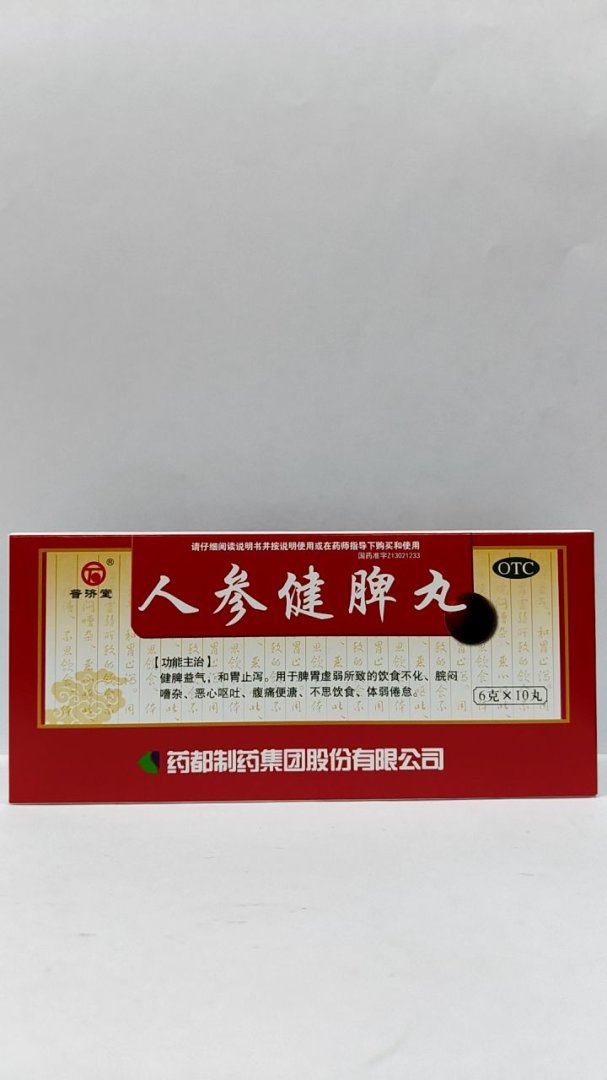 请仔细阅读说明书并按说明使用或在药师指导下购买和使用
国药准字Z13021233
普济堂
®
人参健脾丸
OTC
【功能主治】
健脾益气，和胃止泻。用于脾胃虚弱所致的饮食不化、脘闷
嘈杂、恶心呕吐、腹痛便溏、不思饮食、体弱倦怠。
6克×10丸
药都制药集团股份有限公司